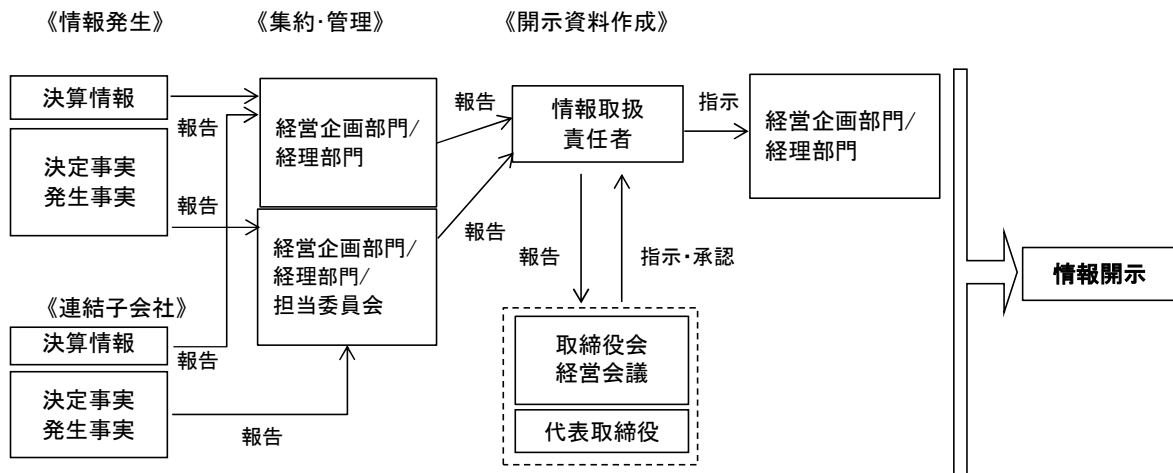 《情報発生》
《集約・管理》
《開示資料作成》
決算情報
報告
決定事実
発生事実
報告
経営企画部門/
経理部門
経営企画部門/
経理部門/
担当委員会
報告
報告
情報取扱
責任者
指示
経営企画部門/
経理部門
報告
指示・承認
取締役会
経営会議
代表取締役
情報開示
《連結子会社》
決算情報
報告
決定事実
発生事実
報告